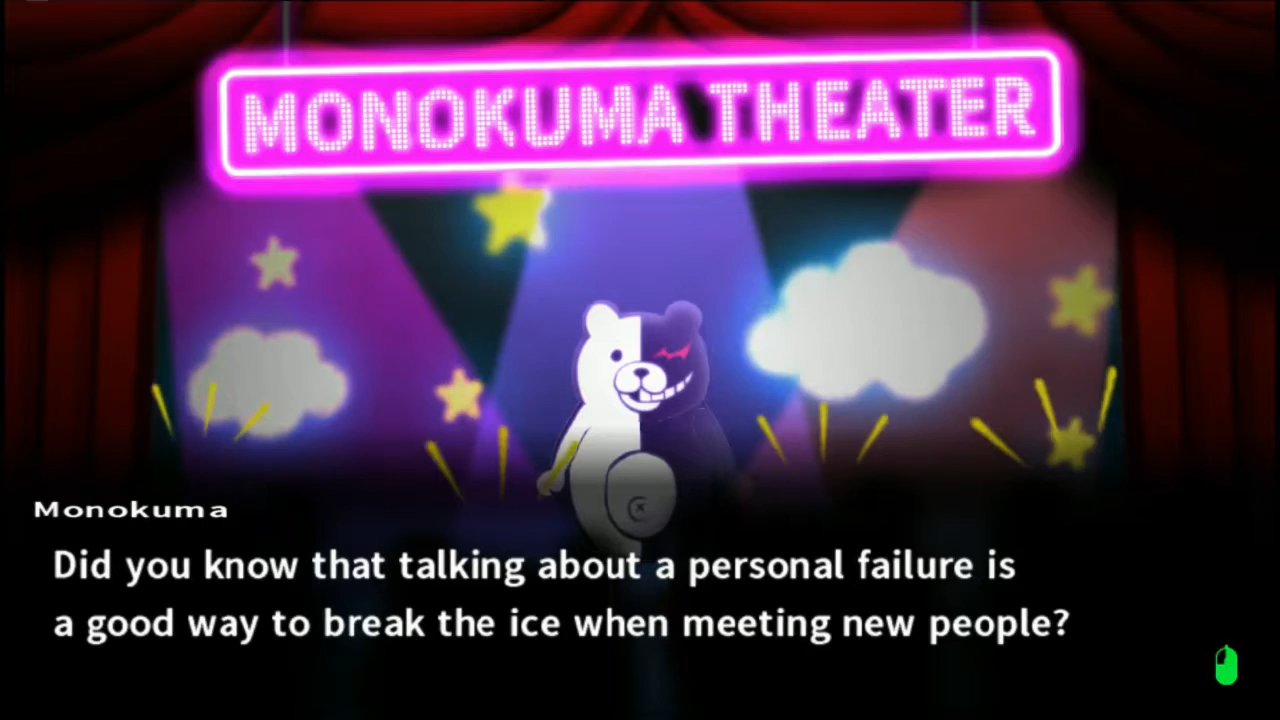 MONOKUMA THEATER
Monokuma
Did you know that talking about a personal failure is
a good way to break the ice when meeting new people?